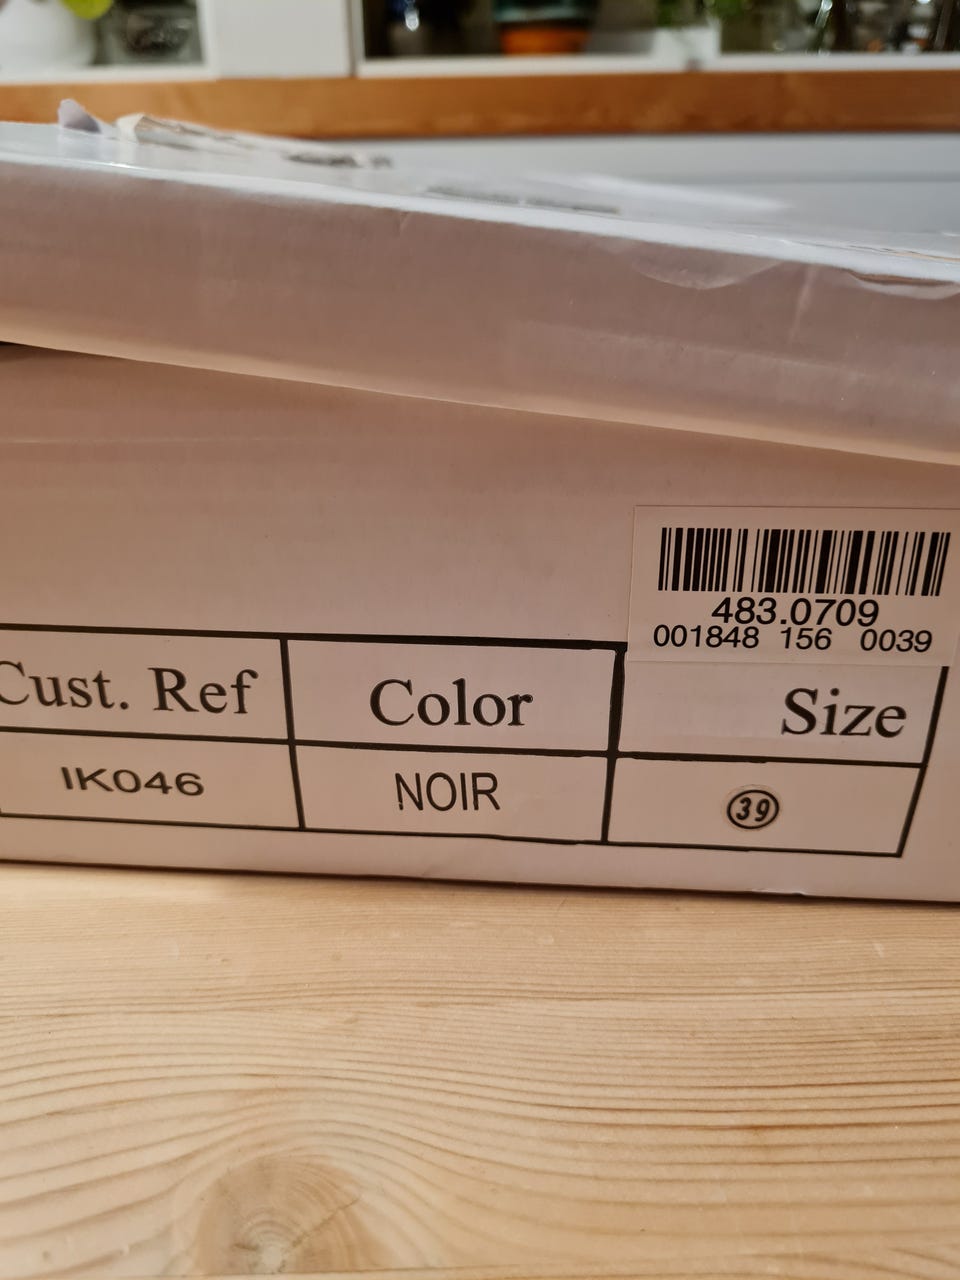 483.0709
001848 156 0039
Cust. Ref Color Size
IK046 NOIR 39